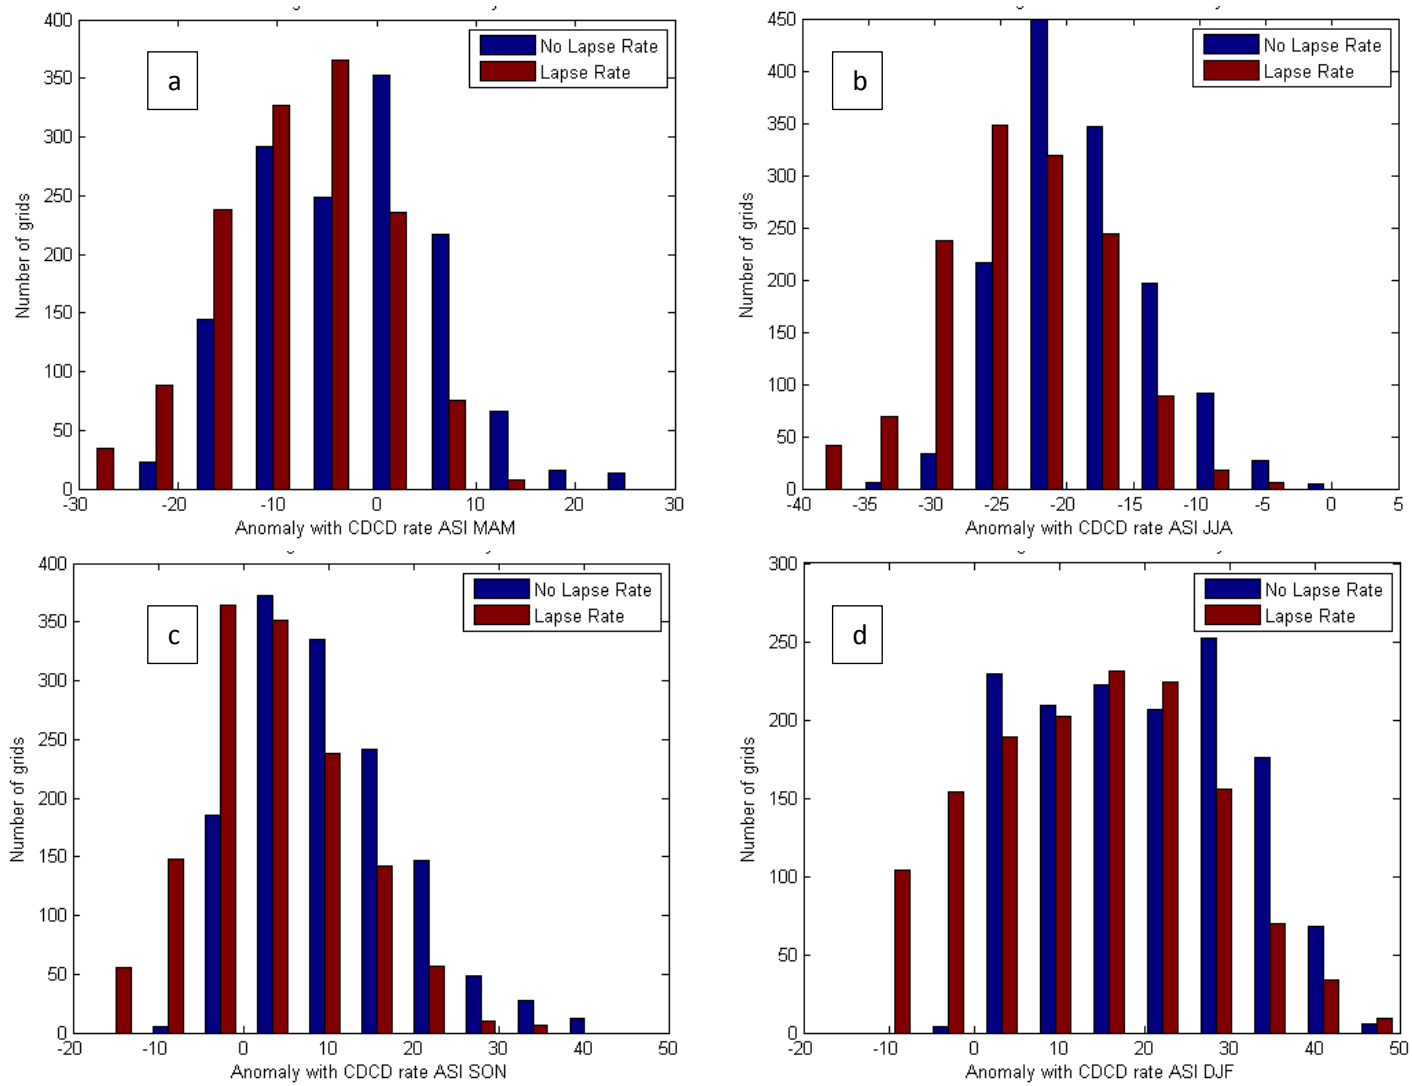 400
350
300
250
200
150
100
50
0
Number of grids
a
No Lapse Rate
Lapse Rate
-30 -20 -10 0 10 20 30
Anomaly with CDCD rate ASI MAM
450
400
350
300
250
200
150
100
50
0
Number of grids
b
No Lapse Rate
Lapse Rate
-40 -35 -30 -25 -20 -15 -10 -5 0 5
Anomaly with CDCD rate ASI JJA
400
350
300
250
200
150
100
50
0
Number of grids
c
No Lapse Rate
Lapse Rate
-20 -10 0 10 20 30 40 50
Anomaly with CDCD rate ASI SON
300
250
200
150
100
50
0
Number of grids
d
No Lapse Rate
Lapse Rate
-20 -10 0 10 20 30 40 50
Anomaly with CDCD rate ASI DJF